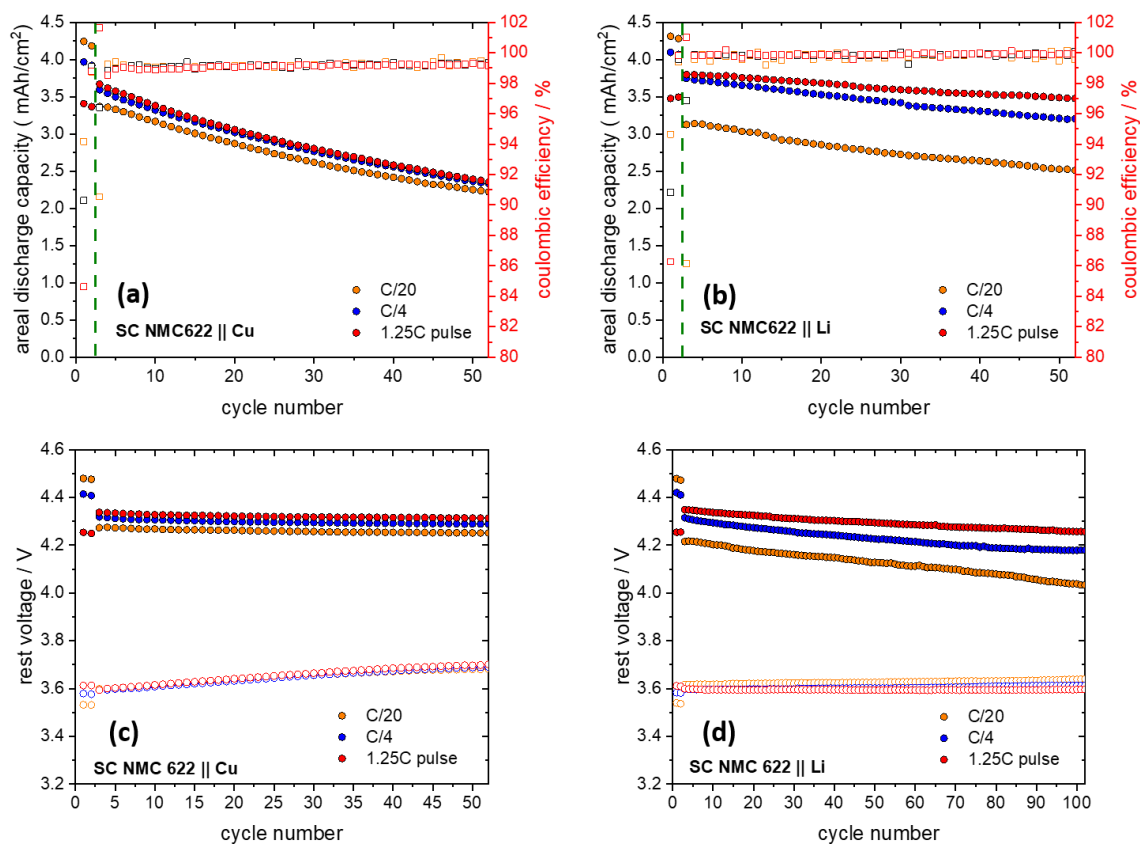 (a)
SC NMC622 || Cu
C/20
C/4
1.25C pulse
areal discharge capacity ( mAh/cm²)
coulombic efficiency / %
cycle number
0.0 0.5 1.0 1.5 2.0 2.5 3.0 3.5 4.0 4.5
80 82 84 86 88 90 92 94 96 98 100 102
0 10 20 30 40 50
(b)
SC NMC622 || Li
C/20
C/4
1.25C pulse
areal discharge capacity ( mAh/cm²)
coulombic efficiency / %
cycle number
0.0 0.5 1.0 1.5 2.0 2.5 3.0 3.5 4.0 4.5
80 82 84 86 88 90 92 94 96 98 100 102
0 10 20 30 40 50
(c)
SC NMC 622 || Cu
C/20
C/4
1.25C pulse
rest voltage / V
cycle number
3.2 3.4 3.6 3.8 4.0 4.2 4.4 4.6
0 5 10 15 20 25 30 35 40 45 50
(d)
SC NMC 622 || Li
C/20
C/4
1.25C pulse
rest voltage / V
cycle number
3.2 3.4 3.6 3.8 4.0 4.2 4.4 4.6
0 10 20 30 40 50 60 70 80 90 100